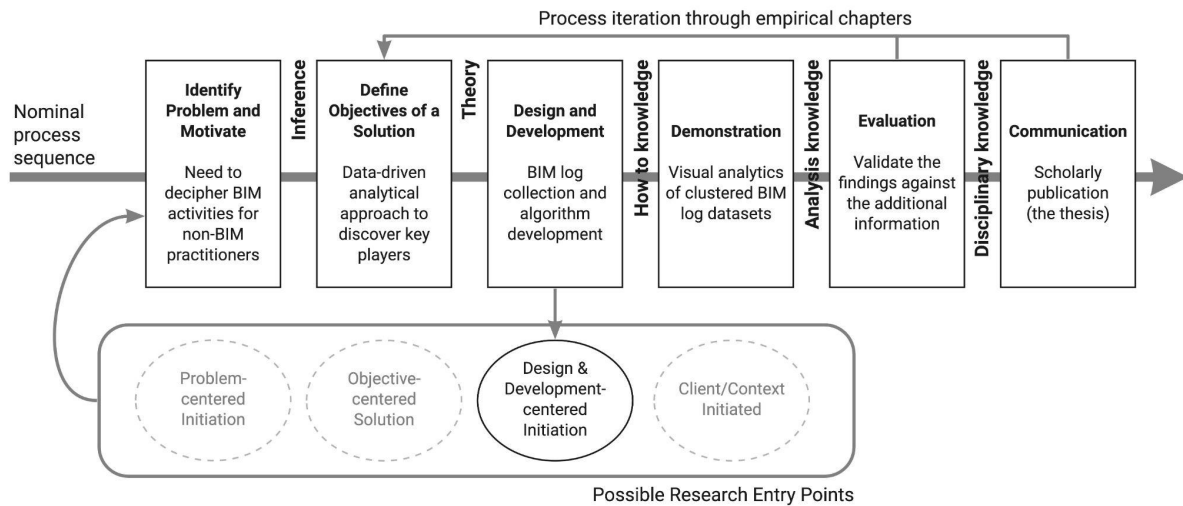 Process iteration through empirical chapters
Nominal
process
sequence
Identify
Problem and
Motivate
Need to
decipher BIM
activities for
non-BIM
practitioners
Inference
Define
Objectives of a
Solution
Data-driven
analytical
approach to
discover key
players
Theory
Design and
Development
BIM log
collection and
algorithm
development
How to knowledge
Demonstration
Visual analytics
of clustered BIM
log datasets
Analysis knowledge
Evaluation
Validate the
findings against
the additional
information
Disciplinary knowledge
Communication
Scholarly
publication
(the thesis)
Problem-
centered
Initiation
Objective-
centered
Solution
Design &
Development-
centered
Initiation
Client/Context
Initiated
Possible Research Entry Points